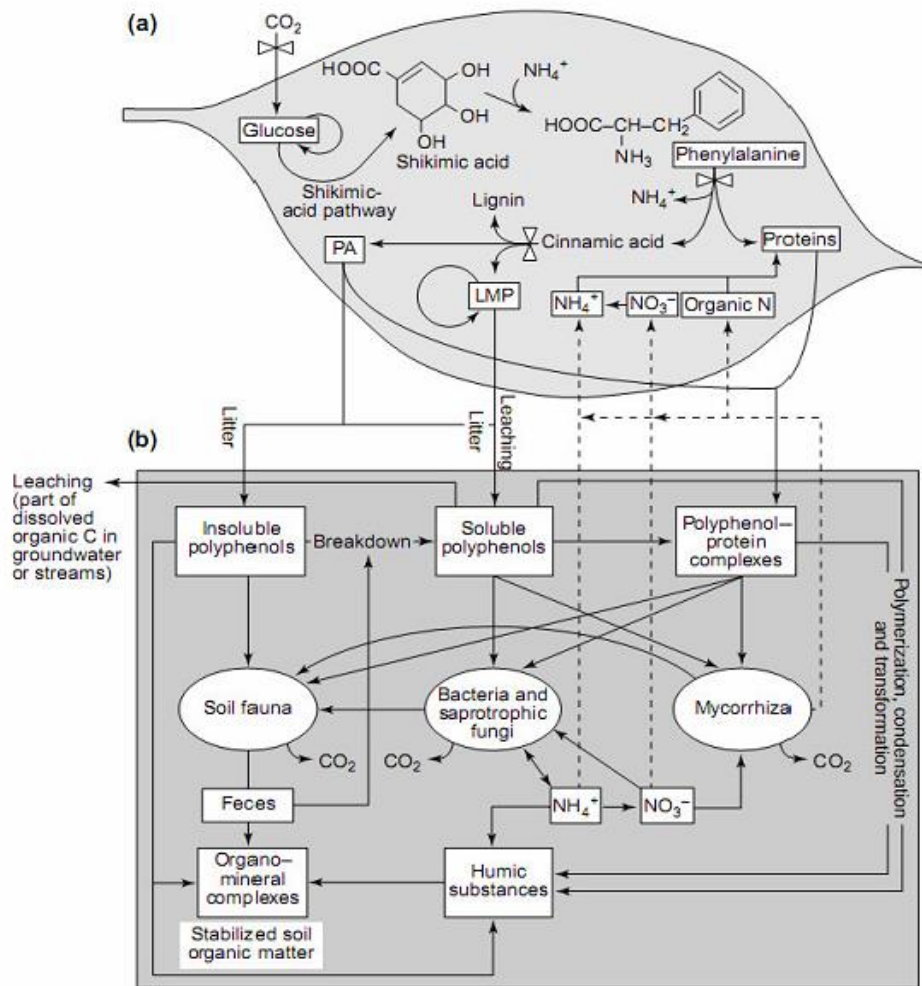 (a)
CO₂
HOOC
OH
OH
OH
Shikimic acid
NH₄⁺
HOOC–CH–CH₂
NH₃
Phenylalanine
Glucose
Shikimic-
acid pathway
NH₄⁺
Lignin
Cinnamic acid
Proteins
PA
LMP
NH₄⁺
NO₃⁻
Organic N
Litter
Litter
Leaching
(b)
Leaching
(part of
dissolved
organic C in
groundwater
or streams)
Insoluble
polyphenols
Breakdown
Soluble
polyphenols
Polyphenol–
protein
complexes
Polymerization, condensation
and transformation
Soil fauna
Bacteria and
saprotrophic
fungi
Mycorrhiza
CO₂
CO₂
CO₂
Feces
NH₄⁺
NO₃⁻
Organo–
mineral
complexes
Humic
substances
Stabilized soil
organic matter